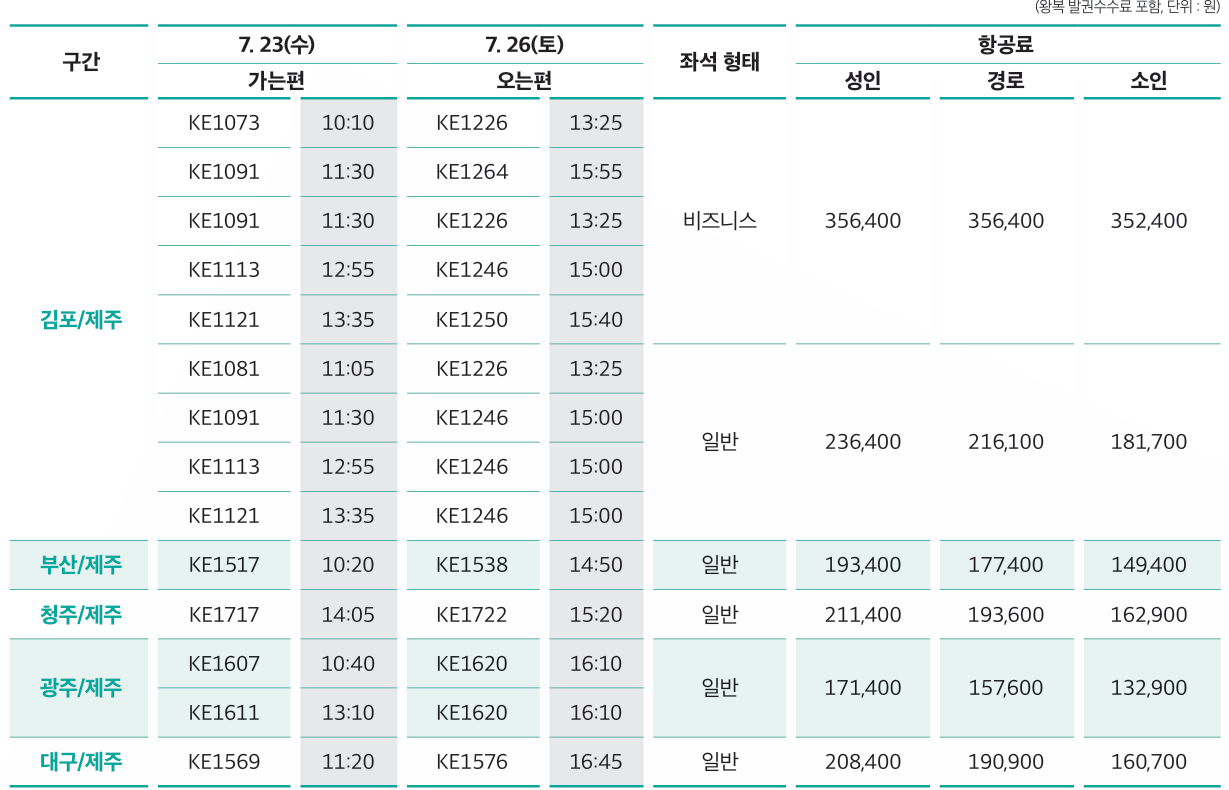 (왕복 발권수수료 포함, 단위 : 원)
구간 7. 23(수) 7. 26(토) 좌석 형태 항공료
가는편 오는편 성인 경로 소인
KE1073 10:10 KE1226 13:25
KE1091 11:30 KE1264 15:55
KE1091 11:30 KE1226 13:25 비즈니스 356,400 356,400 352,400
KE1113 12:55 KE1246 15:00
김포/제주 KE1121 13:35 KE1250 15:40
KE1081 11:05 KE1226 13:25
KE1091 11:30 KE1246 15:00
일반 236,400 216,100 181,700
KE1113 12:55 KE1246 15:00
KE1121 13:35 KE1246 15:00
부산/제주 KE1517 10:20 KE1538 14:50 일반 193,400 177,400 149,400
청주/제주 KE1717 14:05 KE1722 15:20 일반 211,400 193,600 162,900
KE1607 10:40 KE1620 16:10
광주/제주 일반 171,400 157,600 132,900
KE1611 13:10 KE1620 16:10
대구/제주 KE1569 11:20 KE1576 16:45 일반 208,400 190,900 160,700